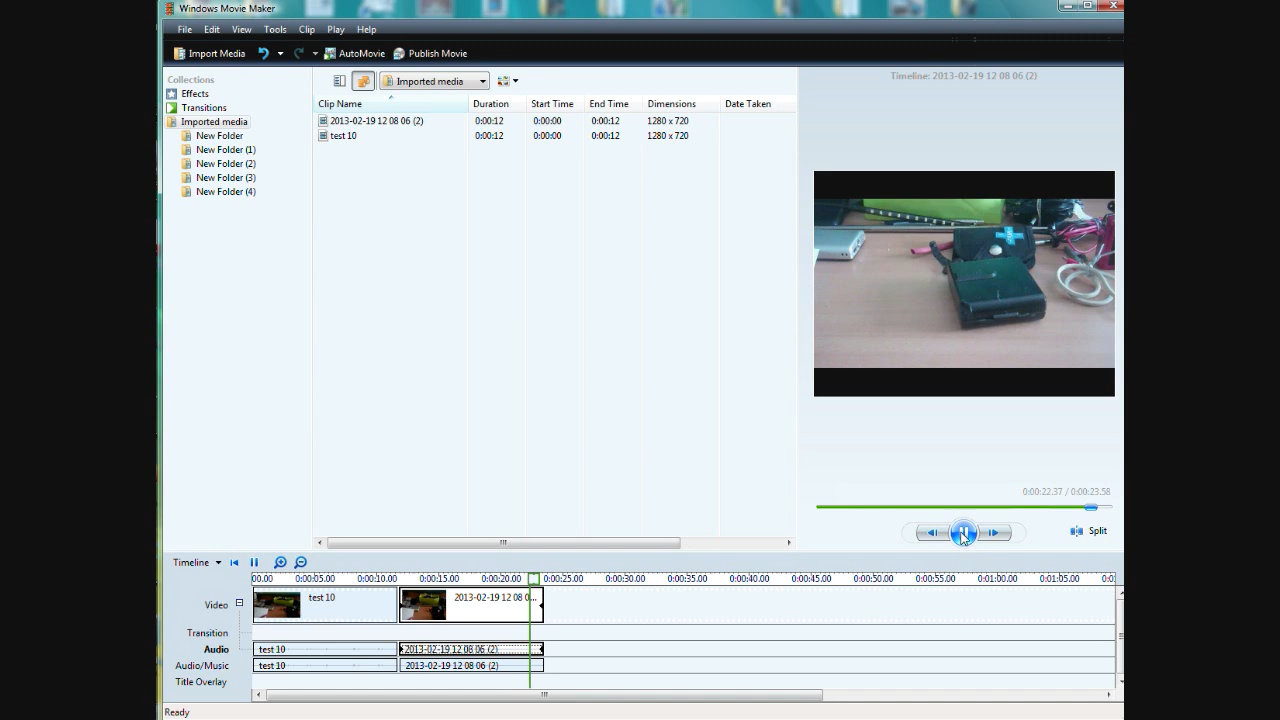 Windows Movie Maker
File Edit View Tools Clip Play Help
Import Media AutoMovie Publish Movie
Collections
Effects
Transitions
Imported media
New Folder
New Folder (1)
New Folder (2)
New Folder (3)
New Folder (4)
Imported media
Clip Name Duration Start Time End Time Dimensions Date Taken
2013-02-19 12 08 06 (2) 0:00:12 0:00:00 0:00:12 1280 x 720
test 10 0:00:12 0:00:00 0:00:12 1280 x 720
Timeline: 2013-02-19 12 08 06 (2)
0:00:22.37 / 0:00:23.58
Split
Timeline
00.00 0:00:05.00 0:00:10.00 0:00:15.00 0:00:20.00 0:00:25.00 0:00:30.00 0:00:35.00 0:00:40.00 0:00:45.00 0:00:50.00 0:00:55.00 0:01:00.00 0:01:05.00 0:0
Video test 10 2013-02-19 12 08 0...
Transition
Audio test 10 2013-02-19 12 08 06 (2)
Audio/Music test 10 2013-02-19 12 08 06 (2)
Title Overlay
Ready